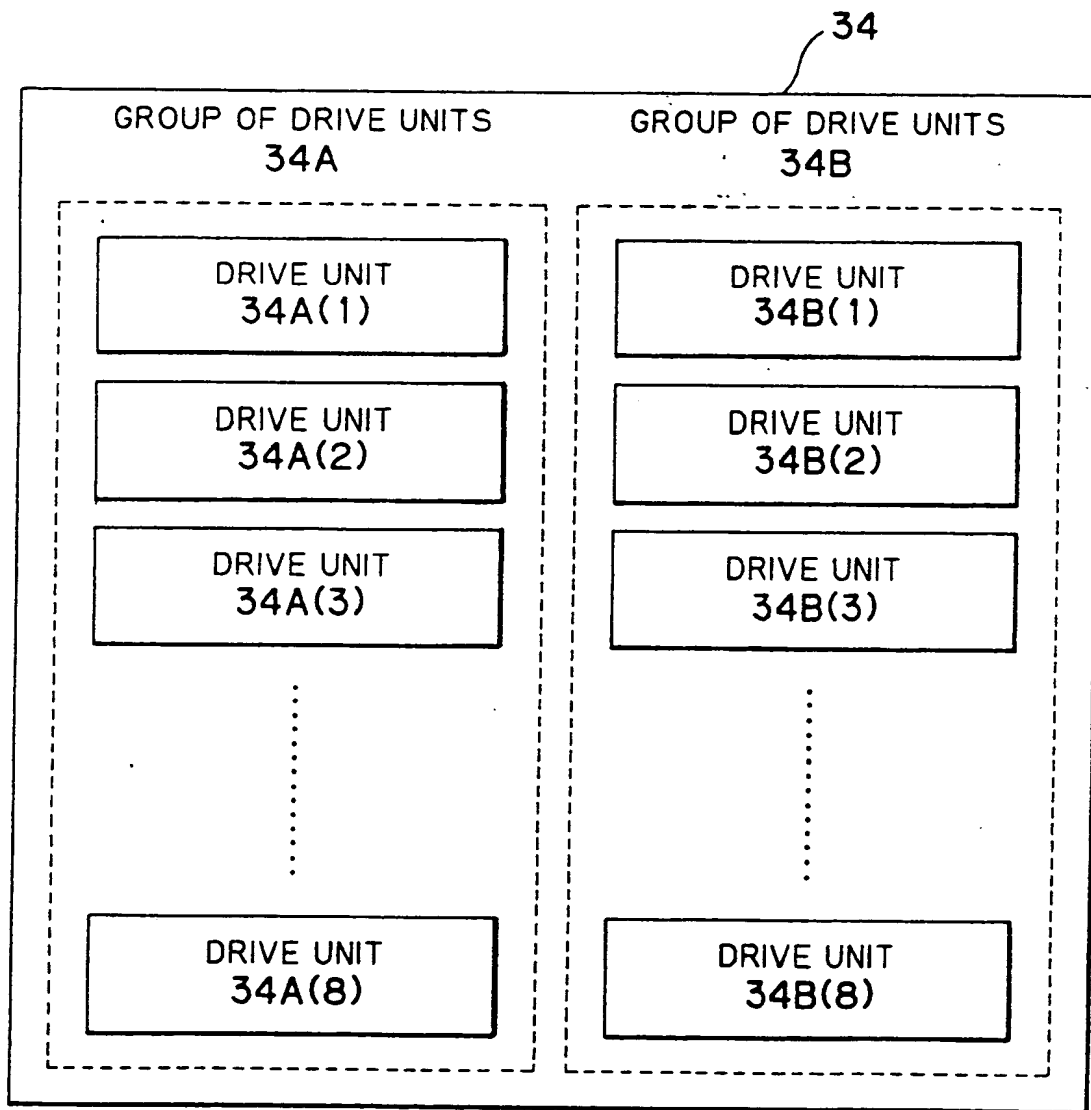 34
GROUP OF DRIVE UNITS
34A
DRIVE UNIT
34A(1)
DRIVE UNIT
34A(2)
DRIVE UNIT
34A(3)
DRIVE UNIT
34A(8)
GROUP OF DRIVE UNITS
34B
DRIVE UNIT
34B(1)
DRIVE UNIT
34B(2)
DRIVE UNIT
34B(3)
DRIVE UNIT
34B(8)